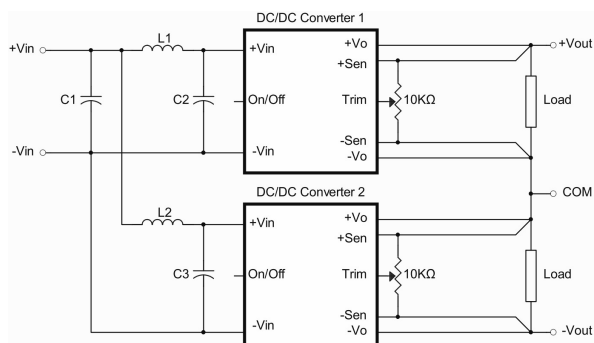 DC/DC Converter 1
+Vin
L1
+Vin
+Vo
+Vout
+Sen
C1
C2
On/Off
Trim
10KΩ
Load
-Vin
-Vin
-Sen
-Vo
COM
DC/DC Converter 2
L2
+Vin
+Vo
+Sen
C3
On/Off
Trim
10KΩ
Load
-Vin
-Sen
-Vo
-Vout